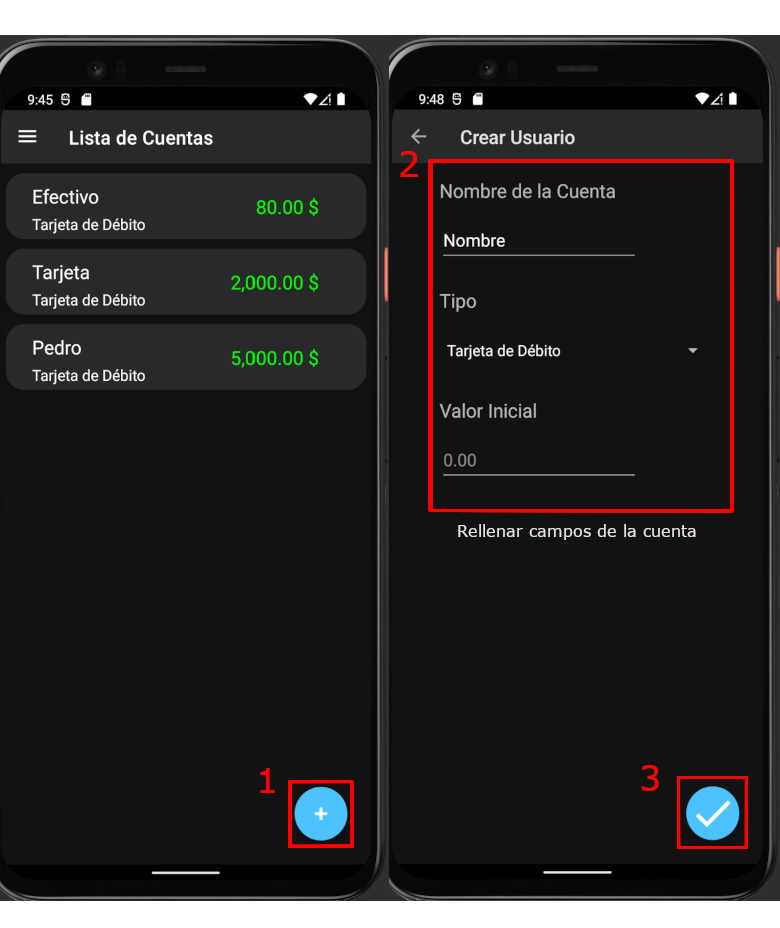 9:45
Lista de Cuentas
Efectivo
80.00 $
Tarjeta de Débito
Tarjeta
2,000.00 $
Tarjeta de Débito
Pedro
5,000.00 $
Tarjeta de Débito
1
+
9:48
Crear Usuario
2
Nombre de la Cuenta
Nombre
Tipo
Tarjeta de Débito
Valor Inicial
0.00
Rellenar campos de la cuenta
3